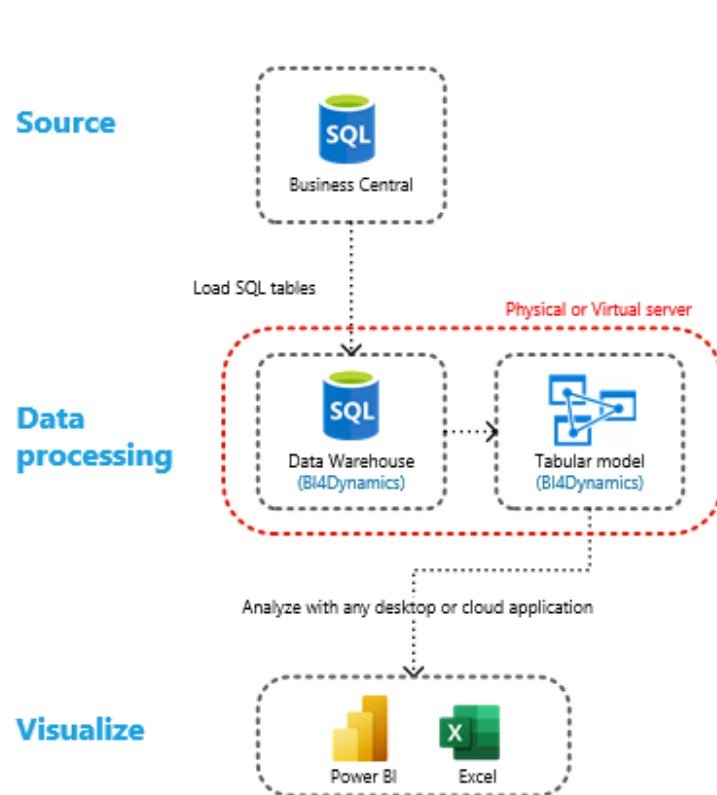 Source
SQL
Business Central
Load SQL tables
Physical or Virtual server
Data
processing
SQL
Data Warehouse
(BI4Dynamics)
Tabular model
(BI4Dynamics)
Analyze with any desktop or cloud application
Visualize
X
Power BI
Excel